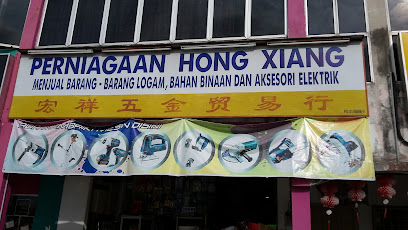 PERNIAGAAN HONG XIANG
MENJUAL BARANG - BARANG LOGAM, BAHAN BINAAN DAN AKSESORI ELEKTRIK
宏祥五金贸易行